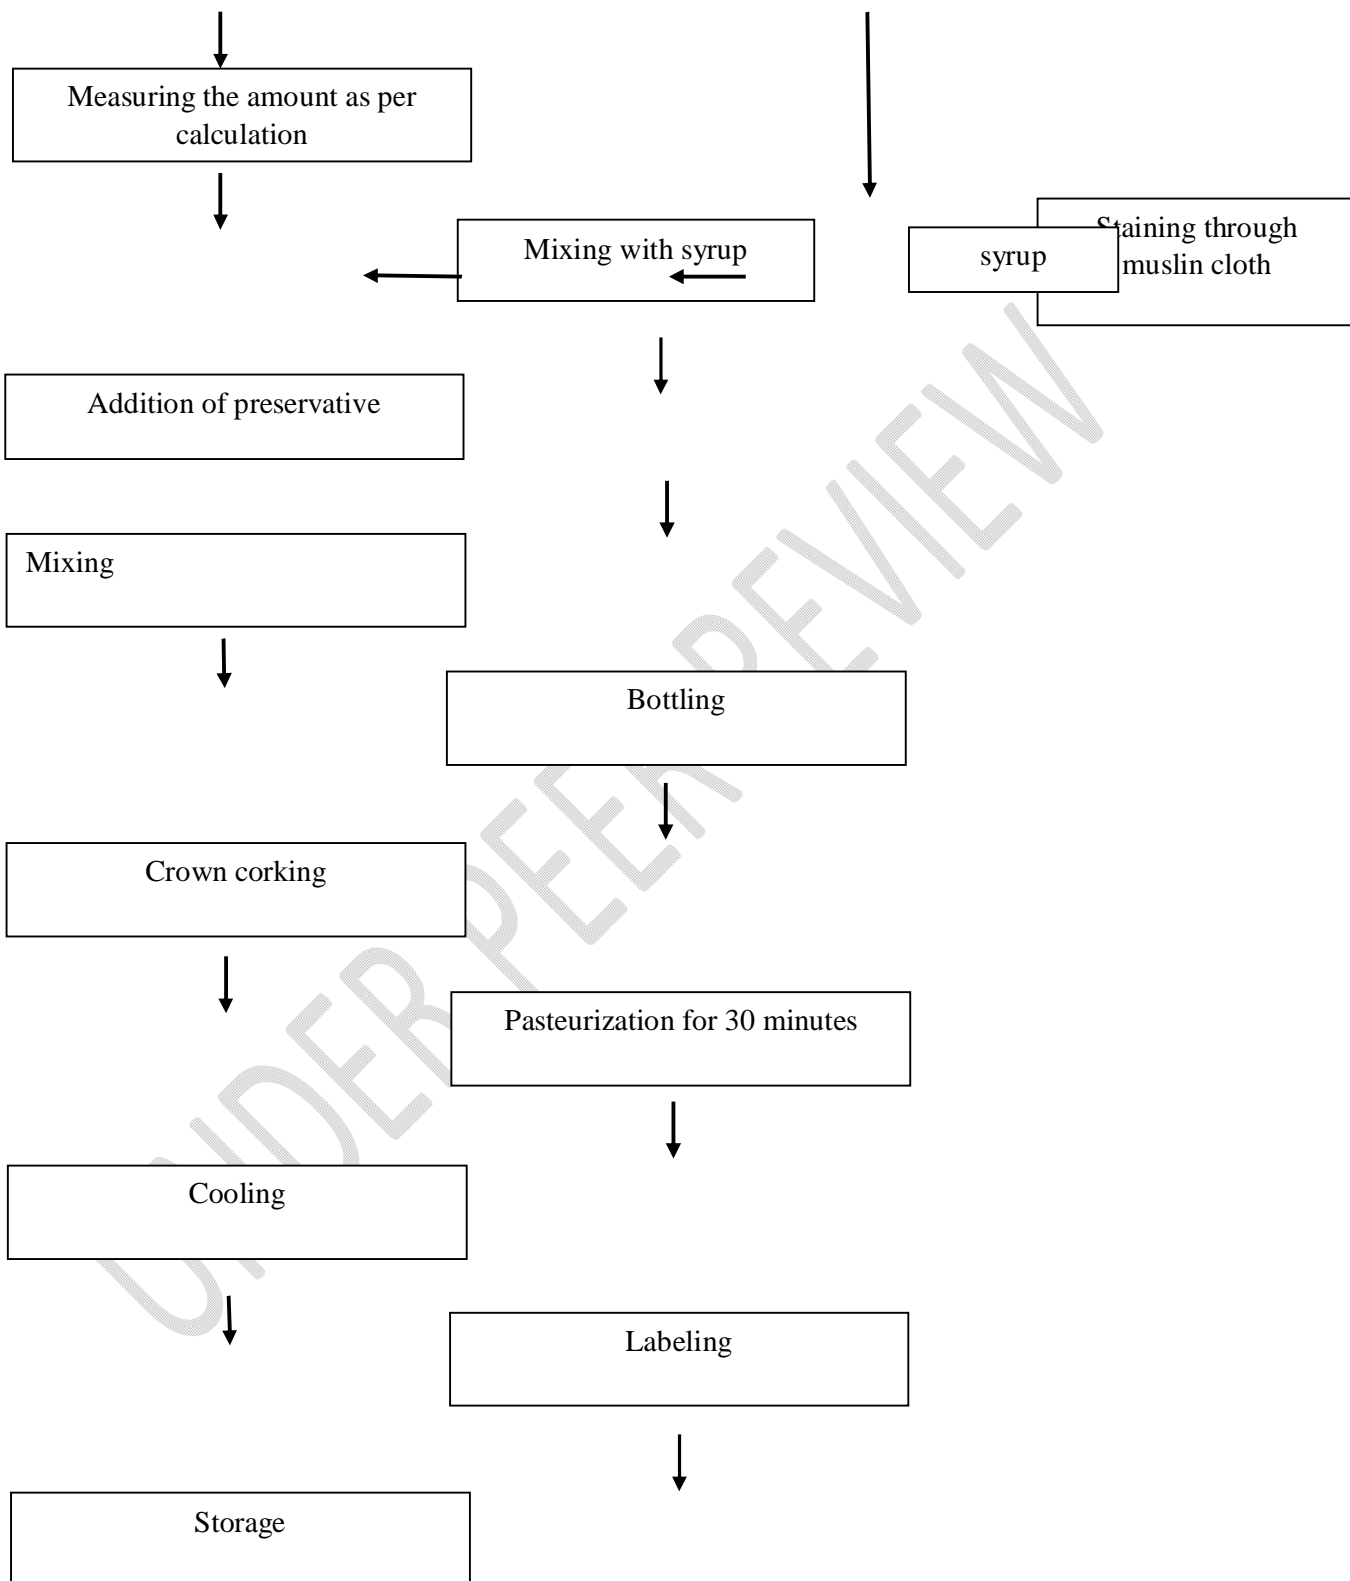 Measuring the amount as per
calculation
Mixing with syrup
syrup
Staining through
muslin cloth
Addition of preservative
Mixing
Bottling
Crown corking
Pasteurization for 30 minutes
Cooling
Labeling
Storage
UNDER PEER REVIEW